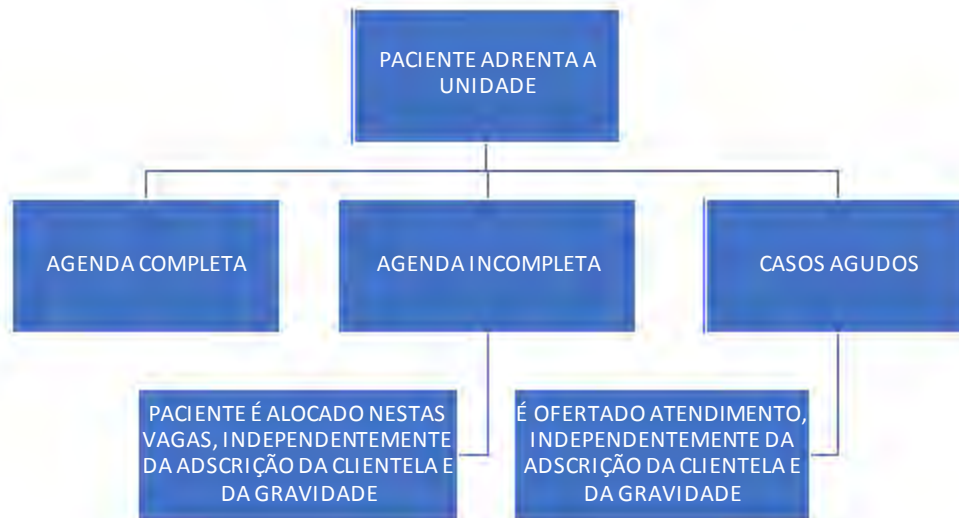 PACIENTE ADRENTA A
UNIDADE
AGENDA COMPLETA
AGENDA INCOMPLETA
CASOS AGUDOS
PACIENTE É ALOCADO NESTAS
VAGAS, INDEPENDENTEMENTE
DA ADSCRIÇÃO DA CLIENTELA E
DA GRAVIDADE
É OFERTADO ATENDIMENTO,
INDEPENDENTEMENTE DA
ADSCRIÇÃO DA CLIENTELA E
DA GRAVIDADE